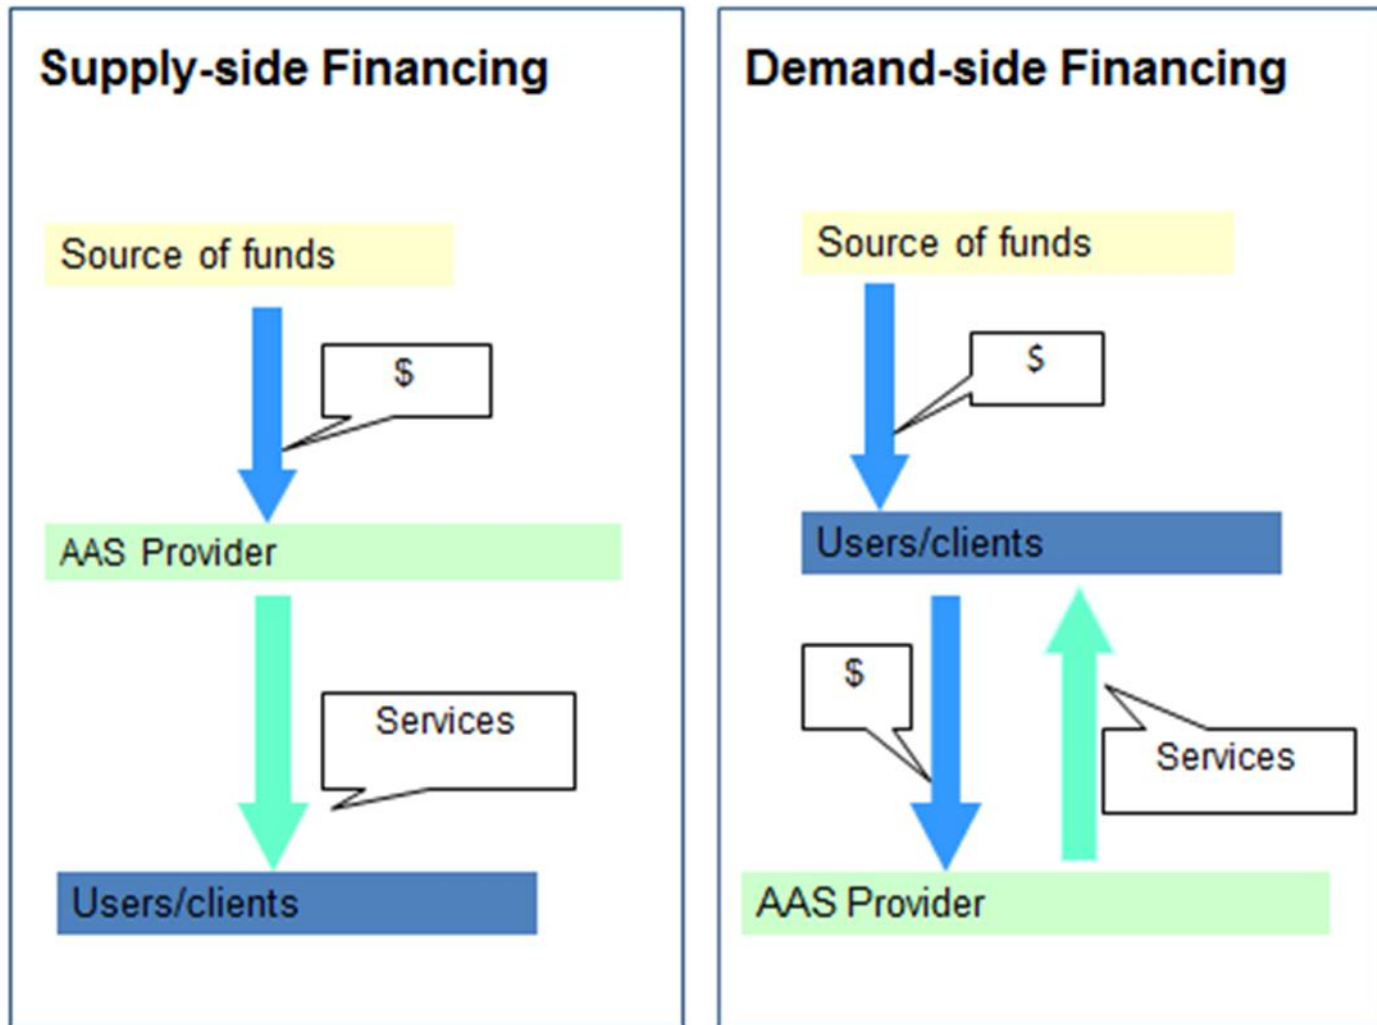 Supply-side Financing
Source of funds
$
AAS Provider
Services
Users/clients
Demand-side Financing
Source of funds
$
Users/clients
$
Services
AAS Provider